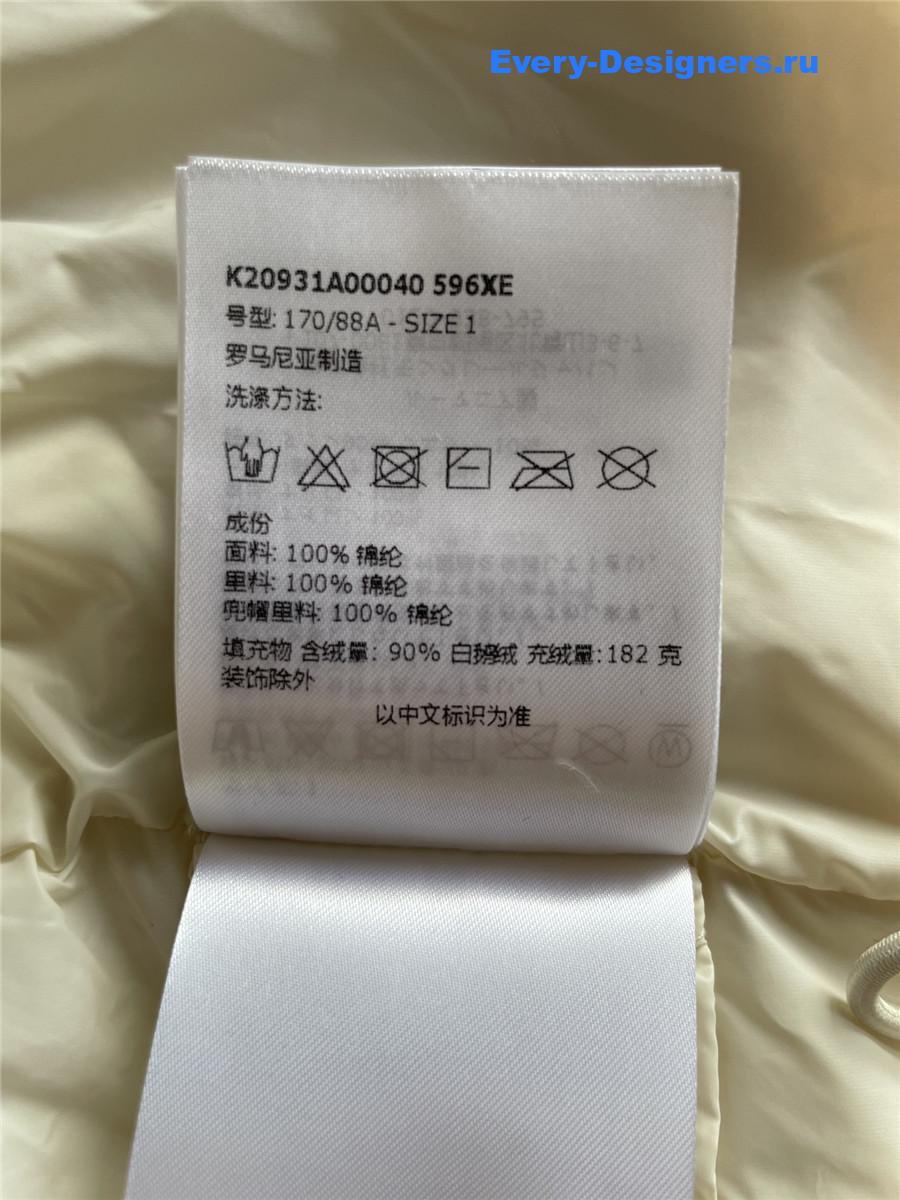 Every-Designers.ru
K20931A00040 596XE
号型: 170/88A - SIZE 1
罗马尼亚制造
洗涤方法:
成份
面料: 100% 锦纶
里料: 100% 锦纶
兜帽里料: 100% 锦纶
填充物 含绒量: 90% 白鹅绒 充绒量:182 克
装饰除外
以中文标识为准